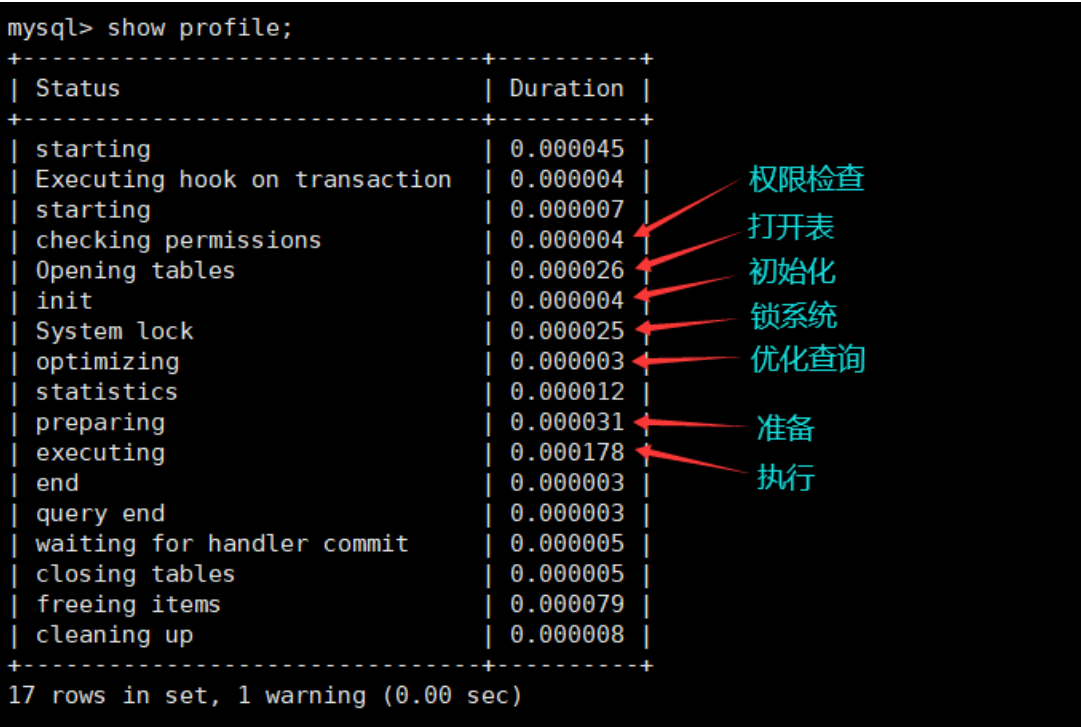 mysql> show profile;
+--------------------------------+----------+
| Status                         | Duration |
+--------------------------------+----------+
| starting                       | 0.000045 |
| Executing hook on transaction  | 0.000004 |
| starting                       | 0.000007 |
| checking permissions           | 0.000004 | 权限检查
| Opening tables                 | 0.000026 | 打开表
| init                           | 0.000004 | 初始化
| System lock                    | 0.000025 | 锁系统
| optimizing                     | 0.000003 | 优化查询
| statistics                     | 0.000012 |
| preparing                      | 0.000031 | 准备
| executing                      | 0.000178 | 执行
| end                            | 0.000003 |
| query end                      | 0.000003 |
| waiting for handler commit     | 0.000005 |
| closing tables                 | 0.000005 |
| freeing items                  | 0.000079 |
| cleaning up                    | 0.000008 |
+--------------------------------+----------+
17 rows in set, 1 warning (0.00 sec)